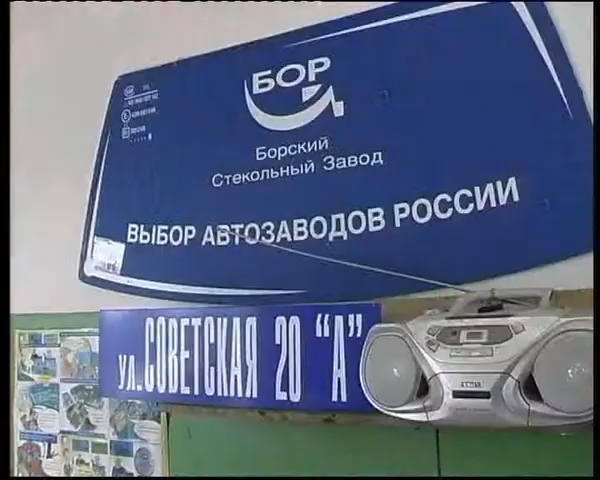 БОР
Борский
Стекольный Завод
ВЫБОР АВТОЗАВОДОВ РОССИИ
ул. СОВЕТСКАЯ 20 "А"